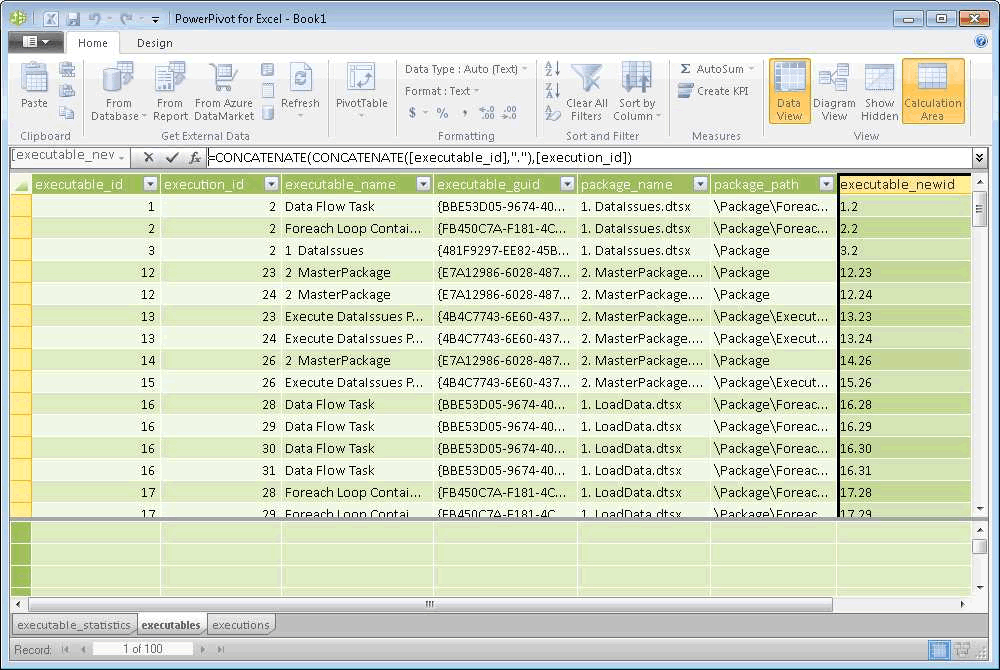 PowerPivot for Excel - Book1
Home Design
Paste
Clipboard
From Database
From Report
From Azure DataMarket
Refresh
Get External Data
PivotTable
Data Type : Auto (Text)
Format : Text
$ % , .00 .00
Formatting
Clear All Filters
Sort by Column
Sort and Filter
AutoSum
Create KPI
Measures
Data View
Diagram View
Show Hidden
Calculation Area
View
[executable_nev =CONCATENATE(CONCATENATE([executable_id],"."),[execution_id])
executable_id execution_id executable_name executable_guid package_name package_path executable_newid
1 2 Data Flow Task {BBE53D05-9674-40... 1. DataIssues.dtsx \Package\Foreac... 1.2
2 2 Foreach Loop Contai... {FB450C7A-F181-4C... 1. DataIssues.dtsx \Package\Foreac... 2.2
3 2 1 DataIssues {481F9297-EE82-45B... 1. DataIssues.dtsx \Package 3.2
12 23 2 MasterPackage {E7A12986-6028-487... 2. MasterPackage.... \Package 12.23
12 24 2 MasterPackage {E7A12986-6028-487... 2. MasterPackage.... \Package 12.24
13 23 Execute DataIssues P... {4B4C7743-6E60-437... 2. MasterPackage.... \Package\Execut... 13.23
13 24 Execute DataIssues P... {4B4C7743-6E60-437... 2. MasterPackage.... \Package\Execut... 13.24
14 26 2 MasterPackage {E7A12986-6028-487... 2. MasterPackage.... \Package 14.26
15 26 Execute DataIssues P... {4B4C7743-6E60-437... 2. MasterPackage.... \Package\Execut... 15.26
16 28 Data Flow Task {BBE53D05-9674-40... 1. LoadData.dtsx \Package\Foreac... 16.28
16 29 Data Flow Task {BBE53D05-9674-40... 1. LoadData.dtsx \Package\Foreac... 16.29
16 30 Data Flow Task {BBE53D05-9674-40... 1. LoadData.dtsx \Package\Foreac... 16.30
16 31 Data Flow Task {BBE53D05-9674-40... 1. LoadData.dtsx \Package\Foreac... 16.31
17 28 Foreach Loop Contai... {FB450C7A-F181-4C... 1. LoadData.dtsx \Package\Foreac... 17.28
17 29 Foreach Loop Contai... {FB450C7A-F181-4C... 1. LoadData.dtsx \Package\Foreac... 17.29
executable_statistics executables executions
Record: 1 of 100